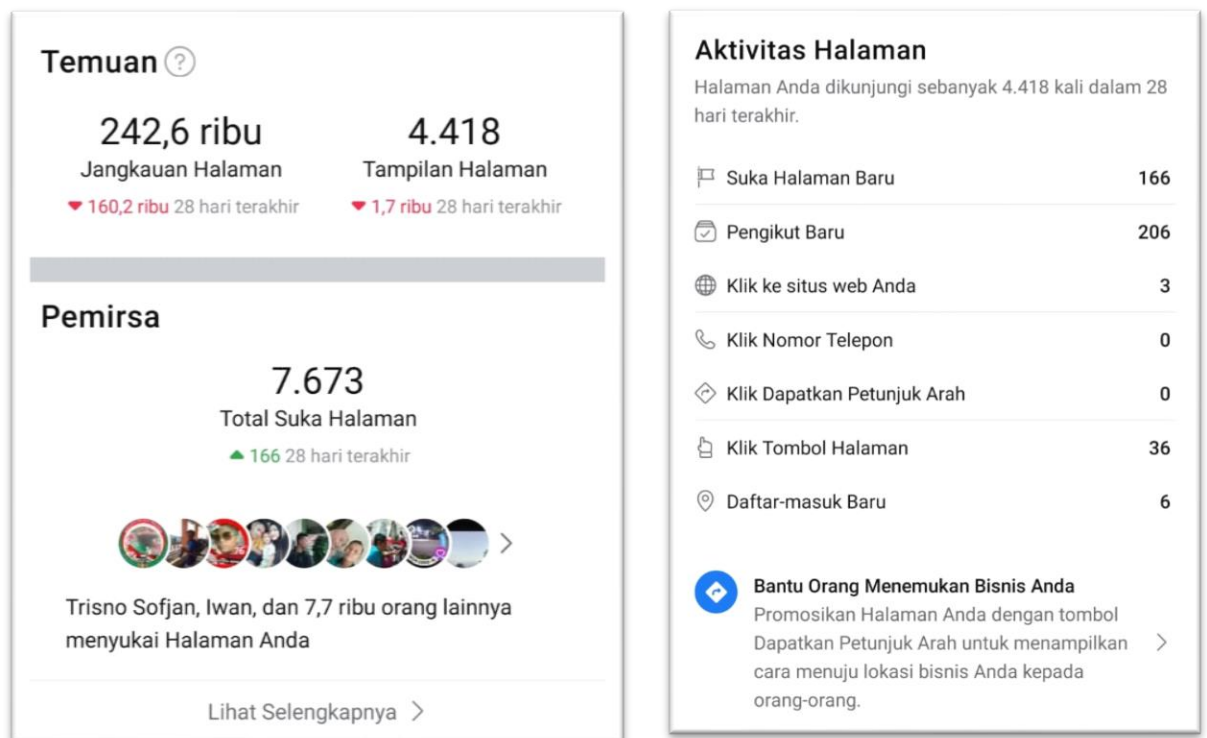 Temuan ?
242,6 ribu
Jangkauan Halaman
160,2 ribu 28 hari terakhir
4.418
Tampilan Halaman
1,7 ribu 28 hari terakhir
Pemirsa
7.673
Total Suka Halaman
166 28 hari terakhir
Trisno Sofjan, Iwan, dan 7,7 ribu orang lainnya
menyukai Halaman Anda
Lihat Selengkapnya
Aktivitas Halaman
Halaman Anda dikunjungi sebanyak 4.418 kali dalam 28
hari terakhir.
Suka Halaman Baru 166
Pengikut Baru 206
Klik ke situs web Anda 3
Klik Nomor Telepon 0
Klik Dapatkan Petunjuk Arah 0
Klik Tombol Halaman 36
Daftar-masuk Baru 6
Bantu Orang Menemukan Bisnis Anda
Promosikan Halaman Anda dengan tombol
Dapatkan Petunjuk Arah untuk menampilkan
cara menuju lokasi bisnis Anda kepada
orang-orang.